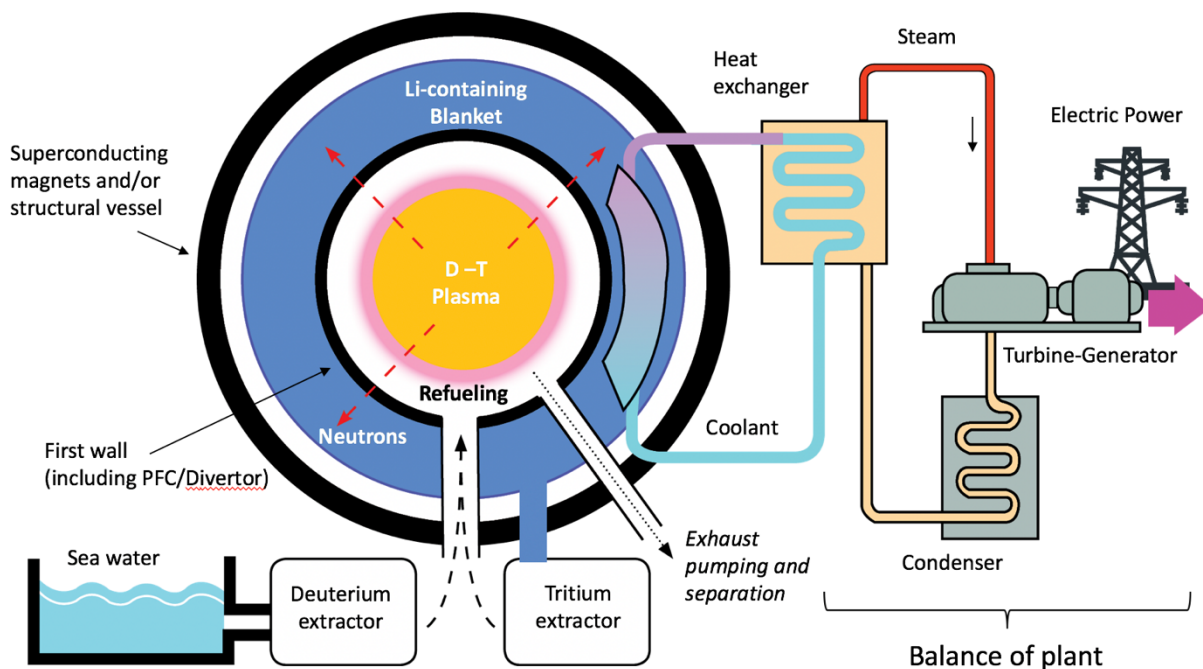 Superconducting
magnets and/or
structural vessel
Li-containing
Blanket
D –T
Plasma
Refueling
Neutrons
First wall
(including PFC/Divertor)
Sea water
Deuterium
extractor
Tritium
extractor
Exhaust
pumping and
separation
Coolant
Heat
exchanger
Steam
Electric Power
Turbine-Generator
Condenser
Balance of plant